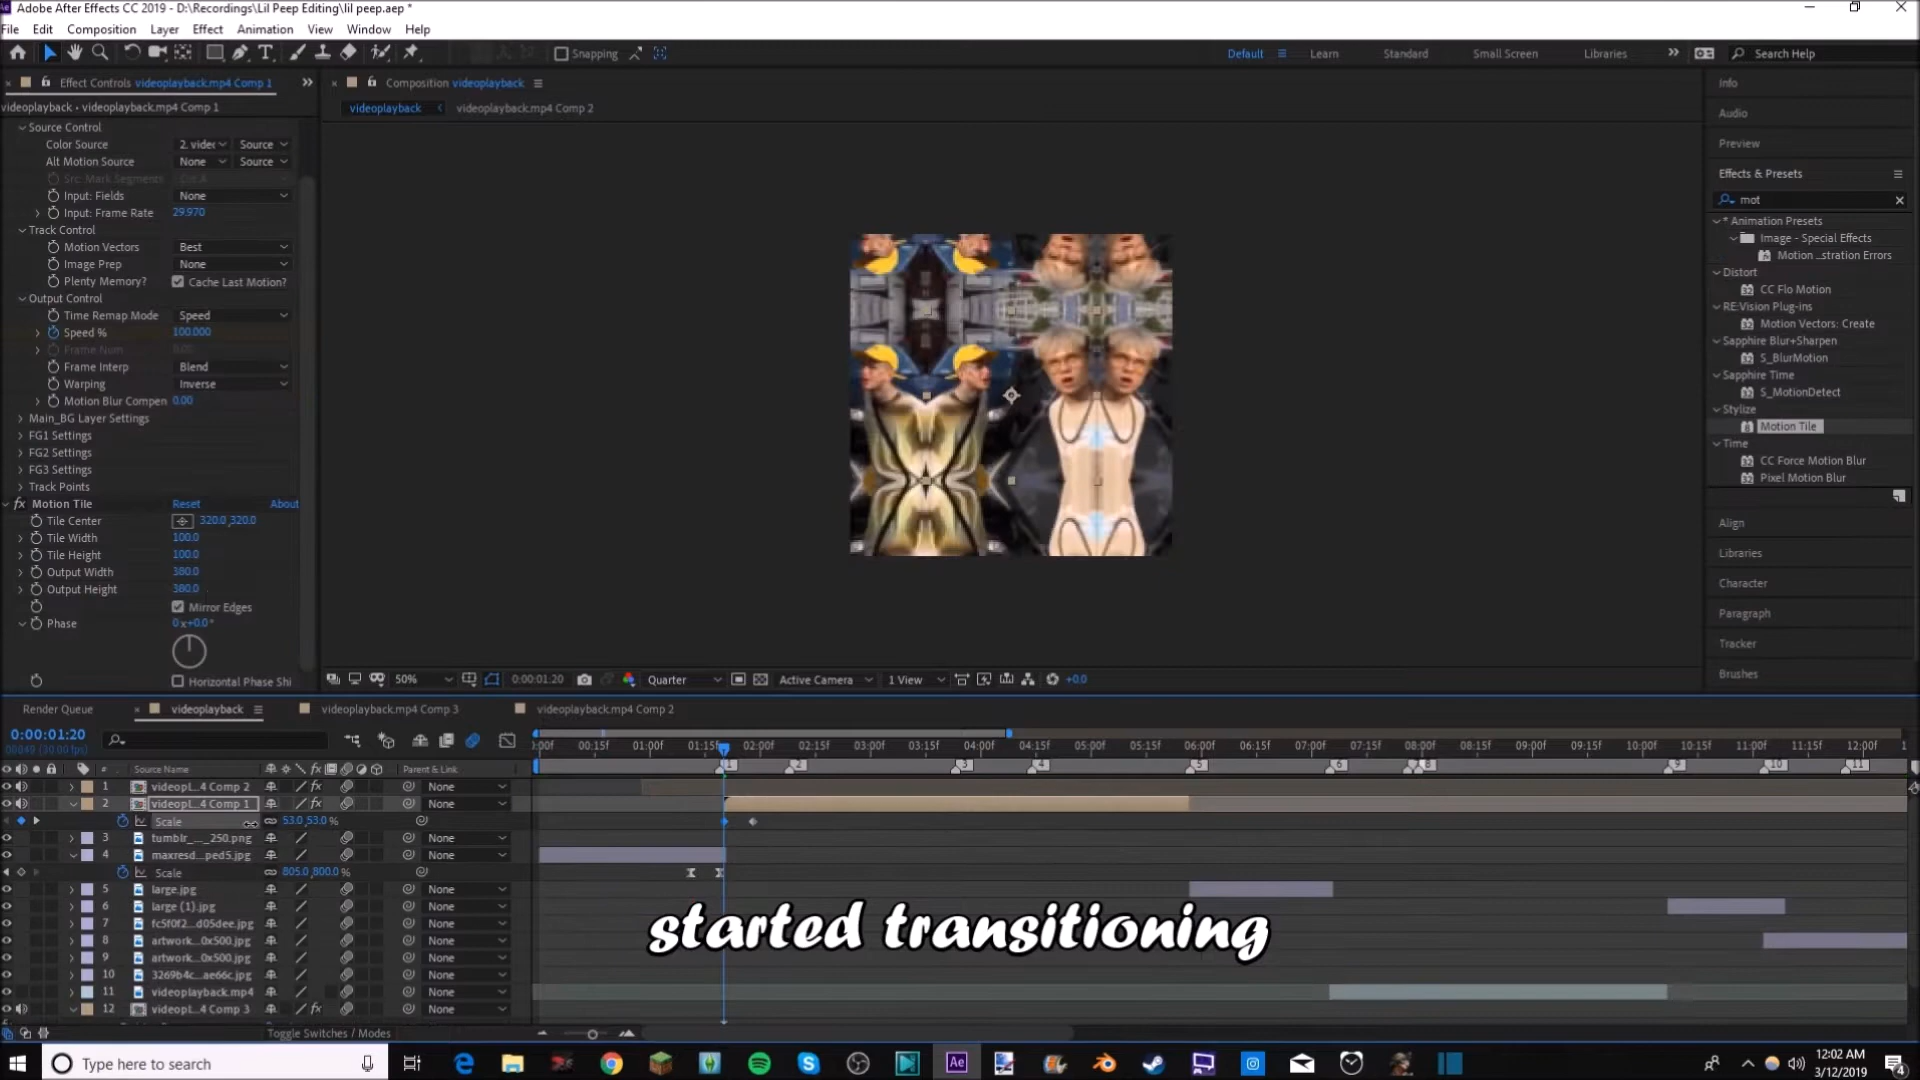 Adobe After Effects CC 2019 - D:\Recordings\Lil Peep Editing\lil peep.aep *
File Edit Composition Layer Effect Animation View Window Help
Snapping
Default Learn Standard Small Screen Libraries Search Help
Effect Controls videoplayback.mp4 Comp 1
Composition videoplayback
videoplayback • videoplayback.mp4 Comp 1
videoplayback videoplayback.mp4 Comp 2
Source Control
Color Source 2. videc Source
Alt Motion Source None Source
Src: Mark Segments
Input: Fields None
Input: Frame Rate 29.970
Track Control
Motion Vectors Best
Image Prep None
Plenty Memory? Cache Last Motion?
Output Control
Time Remap Mode Speed
Speed % 100.000
Frame Num 0.00
Frame Interp Blend
Warping Inverse
Motion Blur Compen 0.00
Main_BG Layer Settings
FG1 Settings
FG2 Settings
FG3 Settings
Track Points
fx Motion Tile Reset About
Tile Center 320.0,320.0
Tile Width 100.0
Tile Height 100.0
Output Width 380.0
Output Height 380.0
Mirror Edges
Phase 0x+0.0°
Horizontal Phase Shi
50% 0:00:01:20 Quarter Active Camera 1 View +0.0
Info
Audio
Preview
Effects & Presets
mot
* Animation Presets
Image - Special Effects
Motion ...stration Errors
Distort
CC Flo Motion
RE:Vision Plug-ins
Motion Vectors: Create
Sapphire Blur+Sharpen
S_BlurMotion
Sapphire Time
S_MotionDetect
Stylize
Motion Tile
Time
CC Force Motion Blur
Pixel Motion Blur
Align
Libraries
Character
Paragraph
Tracker
Brushes
Render Queue videoplayback videoplayback.mp4 Comp 3 videoplayback.mp4 Comp 2
0:00:01:20
00049 (30.00 fps)
:00f 00:15f 01:00f 01:15f 02:00f 02:15f 03:00f 03:15f 04:00f 04:15f 05:00f 05:15f 06:00f 06:15f 07:00f 07:15f 08:00f 08:15f 09:00f 09:15f 10:00f 10:15f 11:00f 11:15f 12:00f
1 2 3 4 5 6 8 9 10 11
# Source Name fx Parent & Link
1 videopl...4 Comp 2 fx None
2 videopl...4 Comp 1 fx None
Scale 53.0,53.0%
3 tumblr_..._250.png None
4 maxresd...ped5.jpg None
Scale 805.0,800.0%
5 large.jpg None
6 large (1).jpg None
7 fc5f0f2...d05dee.jpg None
8 artwork...0x500.jpg None
9 artwork...0x500.jpg None
10 3269b4c...ae66c.jpg None
11 videoplayback.mp4 None
12 videopl...4 Comp 3 fx None
started transitioning
Toggle Switches / Modes
Type here to search
Ae
12:02 AM
3/12/2019
4